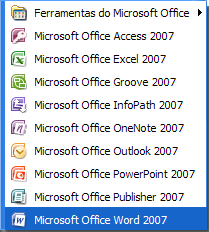 Ferramentas do Microsoft Office
Microsoft Office Access 2007
Microsoft Office Excel 2007
Microsoft Office Groove 2007
Microsoft Office InfoPath 2007
Microsoft Office OneNote 2007
Microsoft Office Outlook 2007
Microsoft Office PowerPoint 2007
Microsoft Office Publisher 2007
Microsoft Office Word 2007